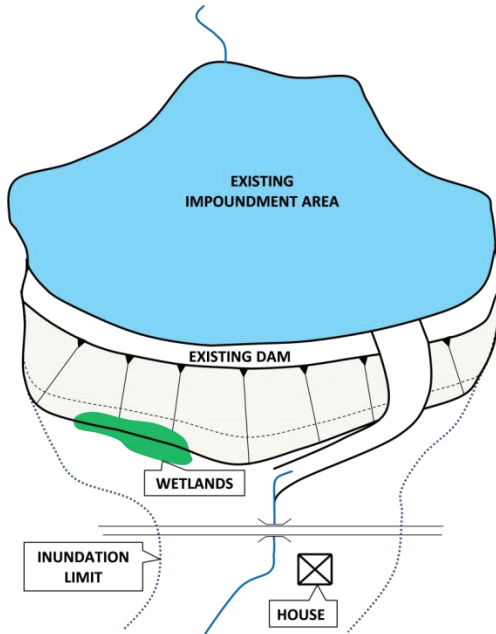 EXISTING
IMPOUNDMENT AREA
EXISTING DAM
WETLANDS
INUNDATION
LIMIT
HOUSE